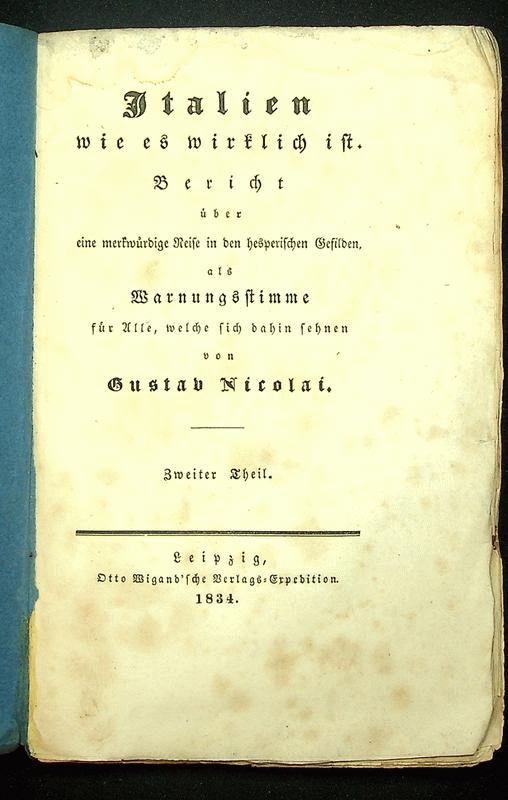 Italien
wie es wirklich ist.
Bericht
über
eine merkwürdige Reise in den hesperischen Gefilden,
als
Warnungsstimme
für Alle, welche sich dahin sehnen
von
Gustav Nicolai.
Zweiter Theil.
Leipzig,
Otto Wigand'sche Verlags-Expedition.
1834.